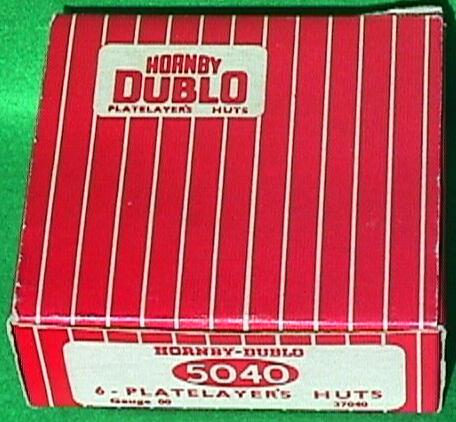 HORNBY
DUBLO
PLATELAYER'S HUTS
HORNBY-DUBLO
5040
6 - PLATELAYER'S HUTS
Gauge 00 37040